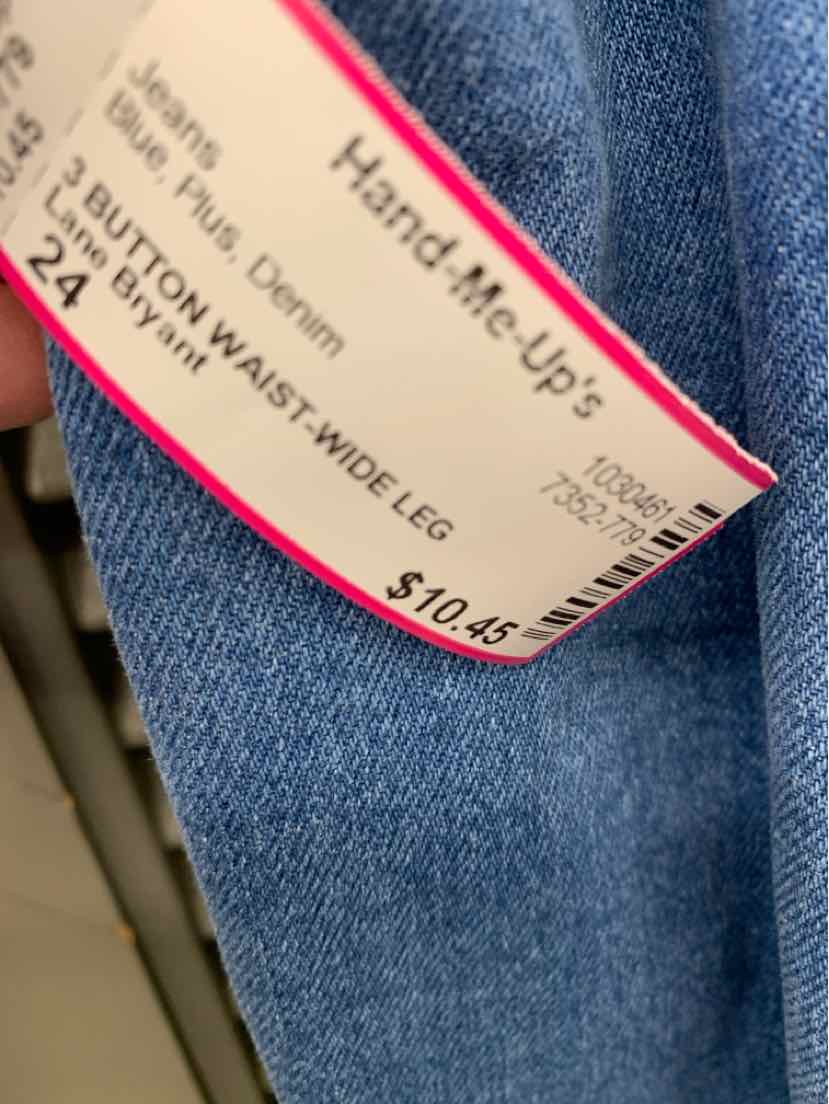 Hand-Me-Up's
1030461
7352-779
Jeans
Blue, Plus, Denim
3 BUTTON WAIST-WIDE LEG
Lane Bryant
24
$10.45